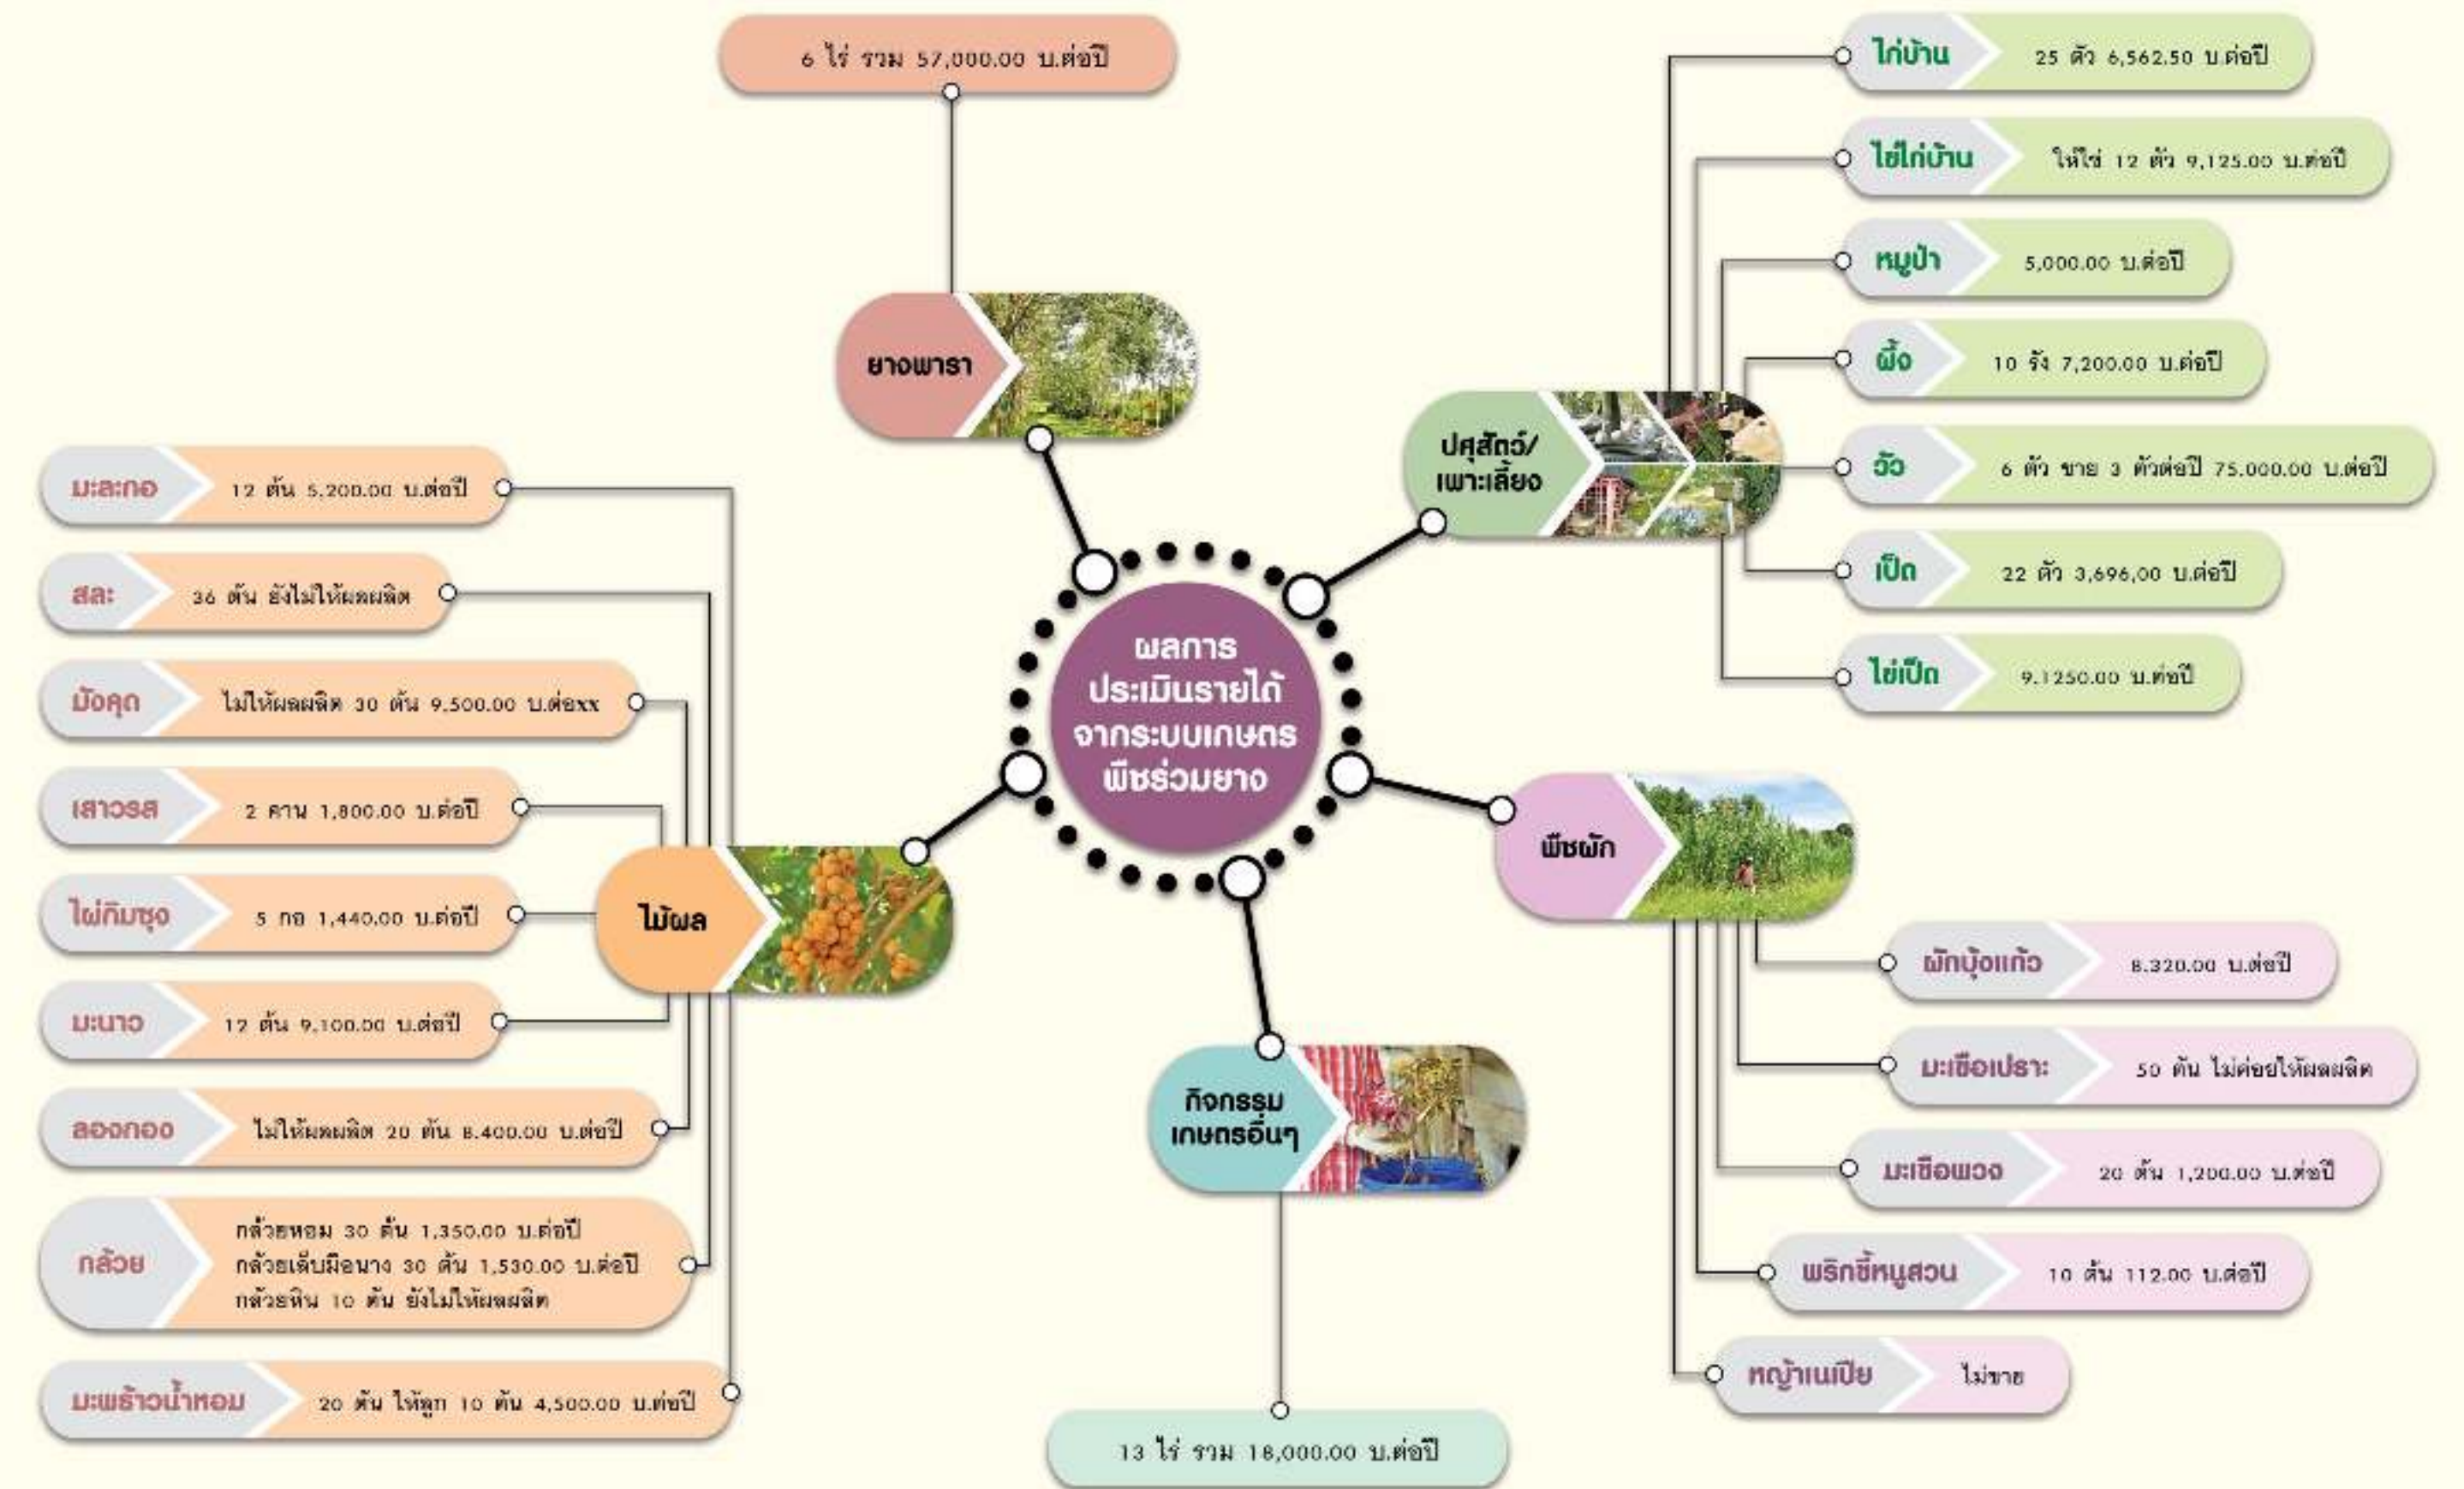 6 ไร่ รวม 57,000.00 บ.ต่อปี
ยางพารา
ไก่บ้าน
25 ตัว 6,562.50 บ.ต่อปี
ไข่ไก่บ้าน
ให้ไข่ 12 ตัว 9,125.00 บ.ต่อปี
หมูป่า
5,000.00 บ.ต่อปี
ผึ้ง
10 รัง 7,200.00 บ.ต่อปี
วัว
6 ตัว ขาย 3 ตัวต่อปี 75.000.00 บ.ต่อปี
เป็ด
22 ตัว 3,696,00 บ.ต่อปี
ไข่เป็ด
9.1250.00 บ.ต่อปี
ปศุสัตว์/
เพาะเลี้ยง
ผลการ
ประเมินรายได้
จากระบบเกษตร
พืชร่วมยาง
มะละกอ
12 ต้น 5.200.00 บ.ต่อปี
สละ
36 ต้น ยังไม่ให้ผลผลิต
มังคุด
ไม่ให้ผลผลิต 30 ต้น 9,500.00 บ.ต่อxx
เสาวรส
2 คาน 1,800.00 บ.ต่อปี
ไผ่กิมซุง
5 กอ 1,440.00 บ.ต่อปี
มะนาว
12 ต้น 9.100.00 บ.ต่อปี
ลองกอง
ไม่ให้ผลผลิต 20 ต้น 8.400.00 บ.ต่อปี
กล้วย
กล้วยหอม 30 ต้น 1,350.00 บ.ต่อปี
กล้วยเล็บมือนาง 30 ต้น 1,530.00 บ.ต่อปี
กล้วยหิน 10 ต้น ยังไม่ให้ผลผลิต
มะพร้าวน้ำหอม
20 ต้น ให้ลูก 10 ต้น 4,500.00 บ.ต่อปี
ไม้ผล
พืชผัก
ผักบุ้งแก้ว
8.320.00 บ.ต่อปี
มะเขือเปราะ
50 ต้น ไม่ค่อยให้ผลผลิต
มะเขือพวง
20 ต้น 1,200.00 บ.ต่อปี
พริกขี้หนูสวน
10 ต้น 112.00 บ.ต่อปี
หญ้าเนเปีย
ไม่ขาย
กิจกรรม
เกษตรอื่นๆ
13 ไร่ รวม 18,000.00 บ.ต่อปี